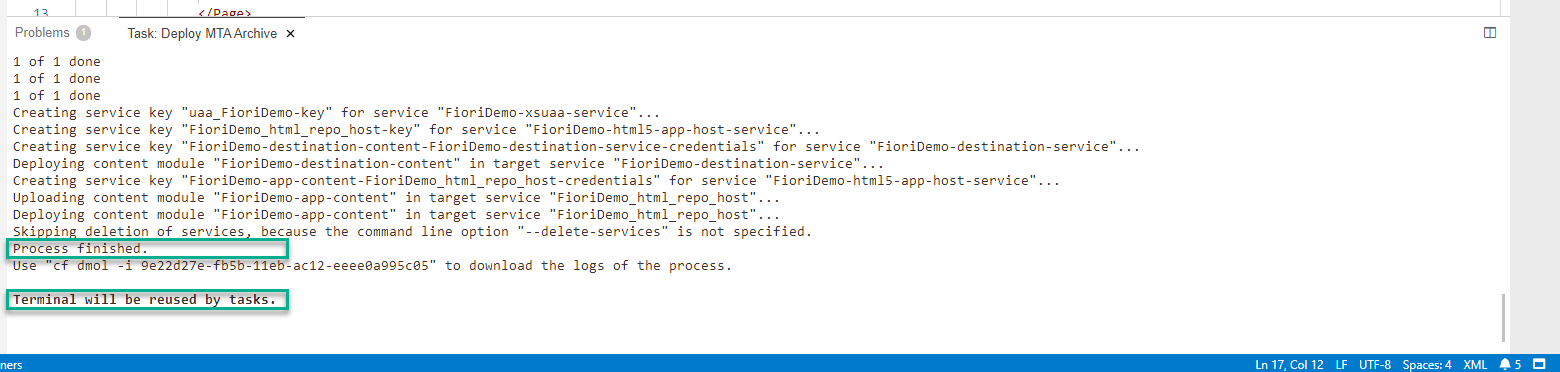 13 </Page>
Problems 1 Task: Deploy MTA Archive ×
1 of 1 done
1 of 1 done
1 of 1 done
Creating service key "uaa_FioriDemo-key" for service "FioriDemo-xsuaa-service"...
Creating service key "FioriDemo_html_repo_host-key" for service "FioriDemo-html5-app-host-service"...
Creating service key "FioriDemo-destination-content-FioriDemo-destination-service-credentials" for service "FioriDemo-destination-service"...
Deploying content module "FioriDemo-destination-content" in target service "FioriDemo-destination-service"...
Creating service key "FioriDemo-app-content-FioriDemo_html_repo_host-credentials" for service "FioriDemo-html5-app-host-service"...
Uploading content module "FioriDemo-app-content" in target service "FioriDemo_html_repo_host"...
Deploying content module "FioriDemo-app-content" in target service "FioriDemo_html_repo_host"...
Skipping deletion of services, because the command line option "--delete-services" is not specified.
Process finished.
Use "cf dmol -i 9e22d27e-fb5b-11eb-ac12-eeee0a995c05" to download the logs of the process.
Terminal will be reused by tasks.
ners Ln 17, Col 12 LF UTF-8 Spaces: 4 XML 5